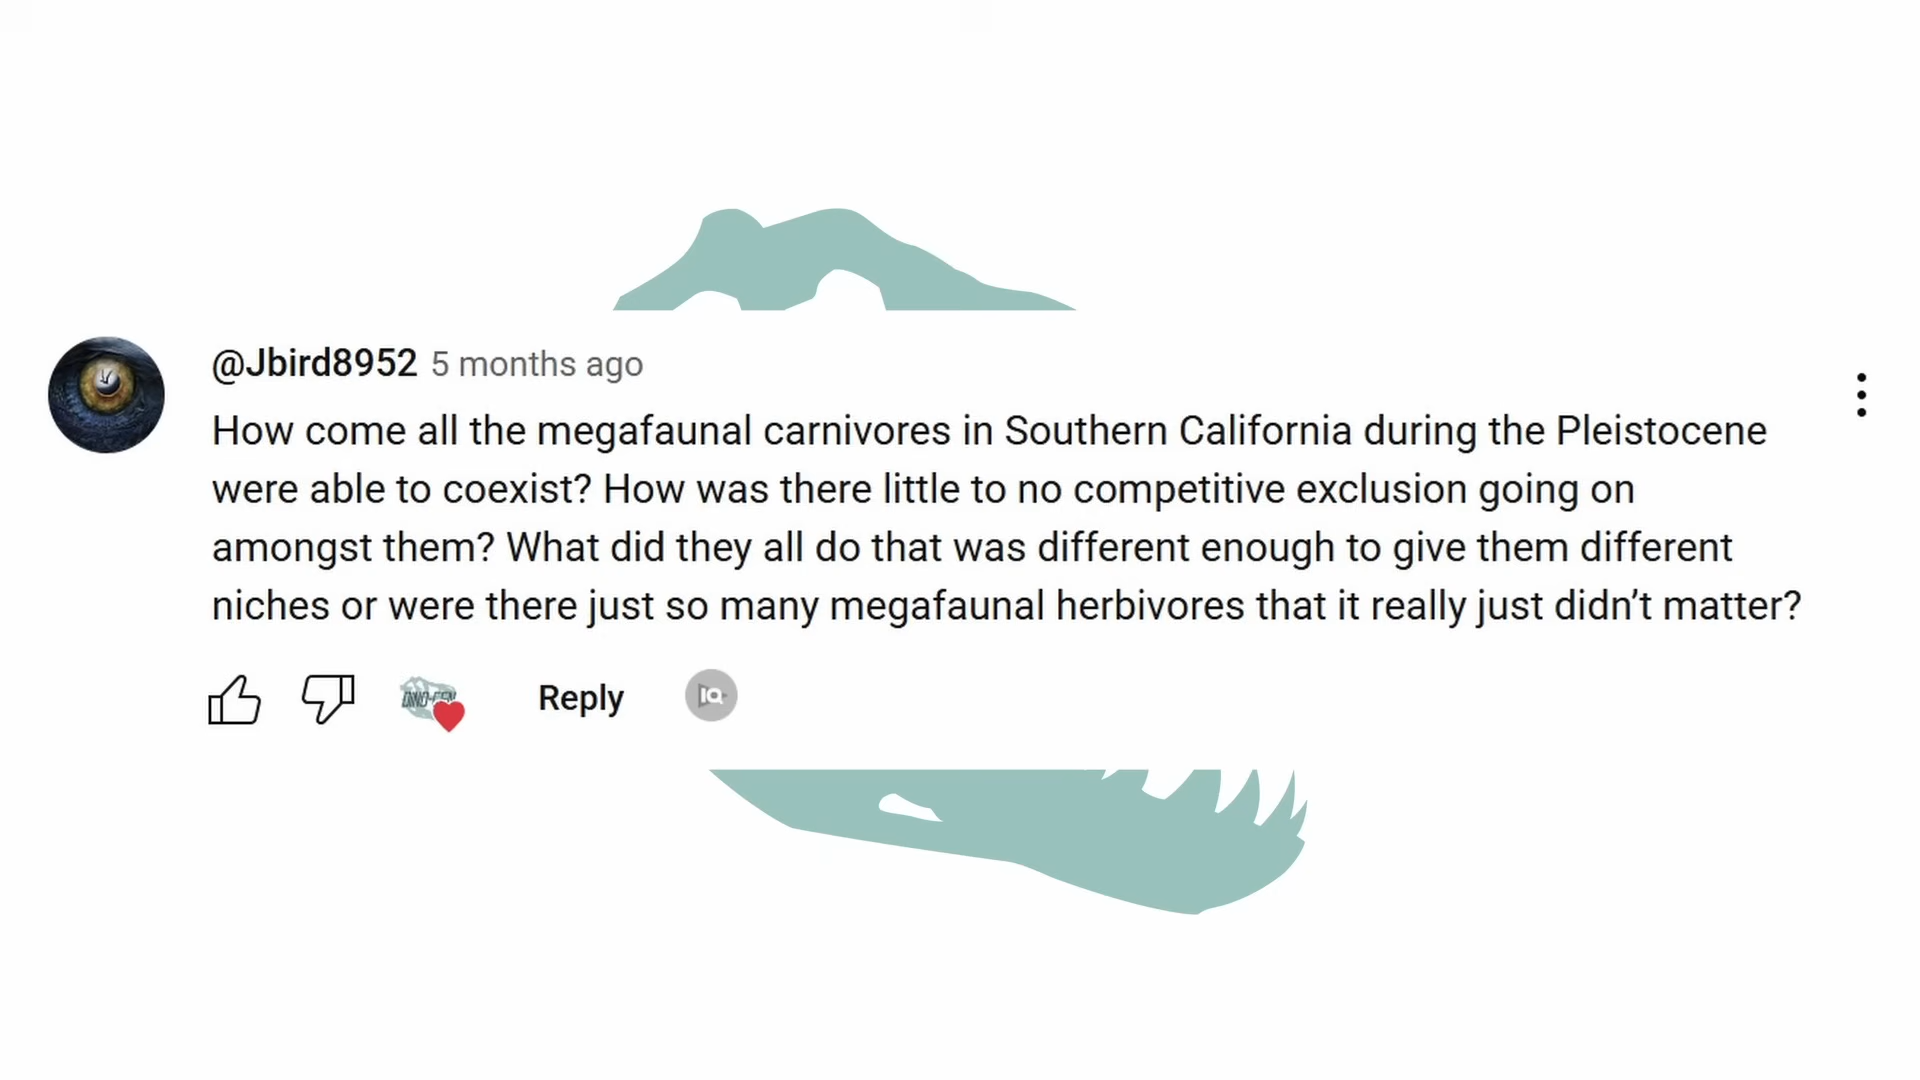 @Jbird8952 5 months ago
How come all the megafaunal carnivores in Southern California during the Pleistocene
were able to coexist? How was there little to no competitive exclusion going on
amongst them? What did they all do that was different enough to give them different
niches or were there just so many megafaunal herbivores that it really just didn’t matter?
Reply
IQ